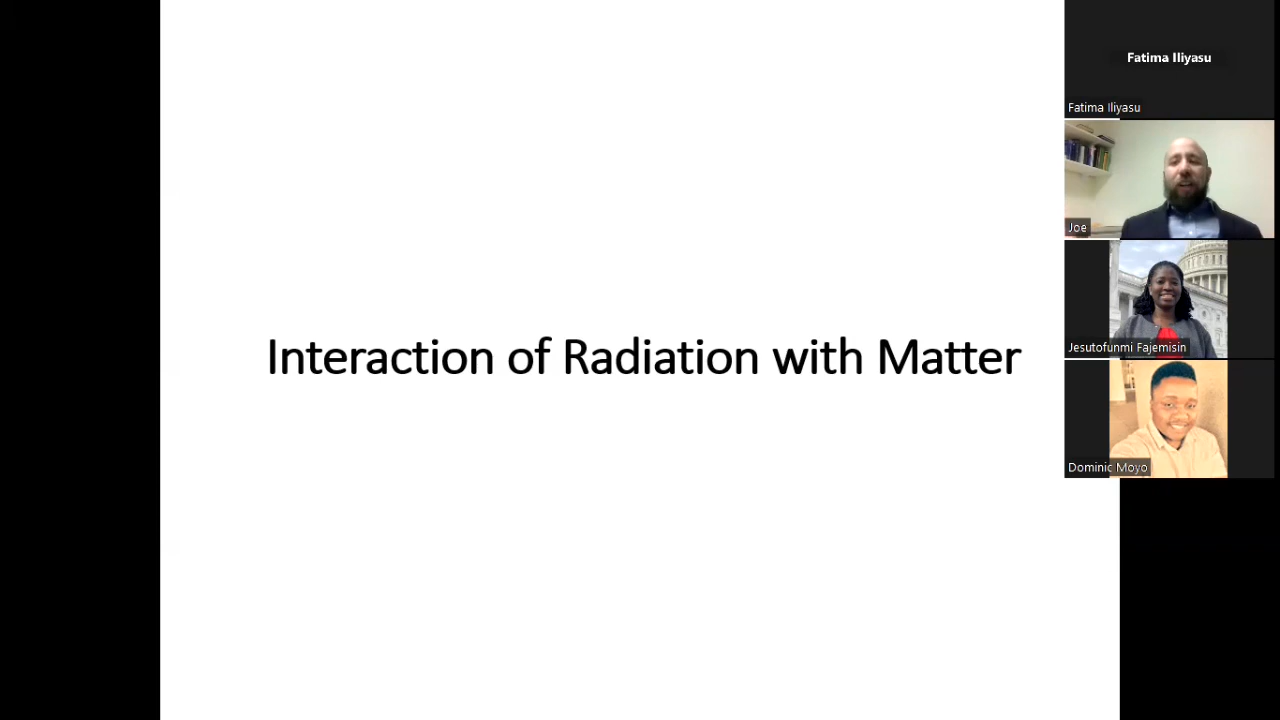 Interaction of Radiation with Matter
Fatima Iliyasu
Fatima Iliyasu
Joe
Jesutofunmi Fajemisin
Dominic Moyo